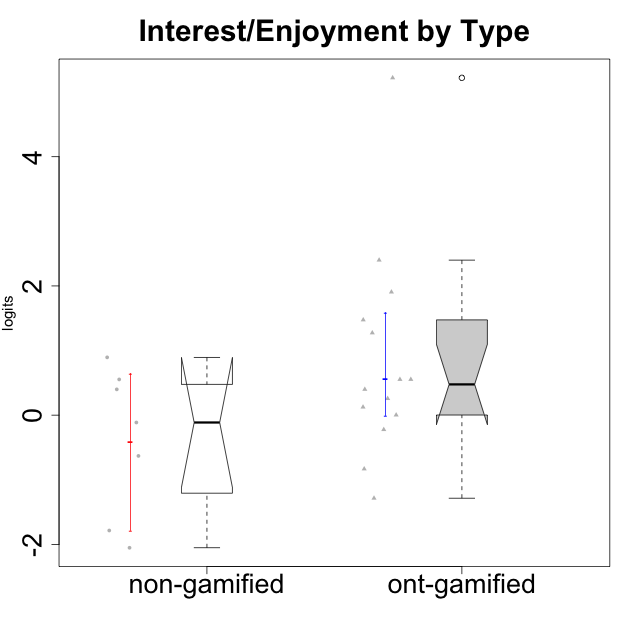 Interest/Enjoyment by Type
logits
4
2
0
-2
non-gamified
ont-gamified